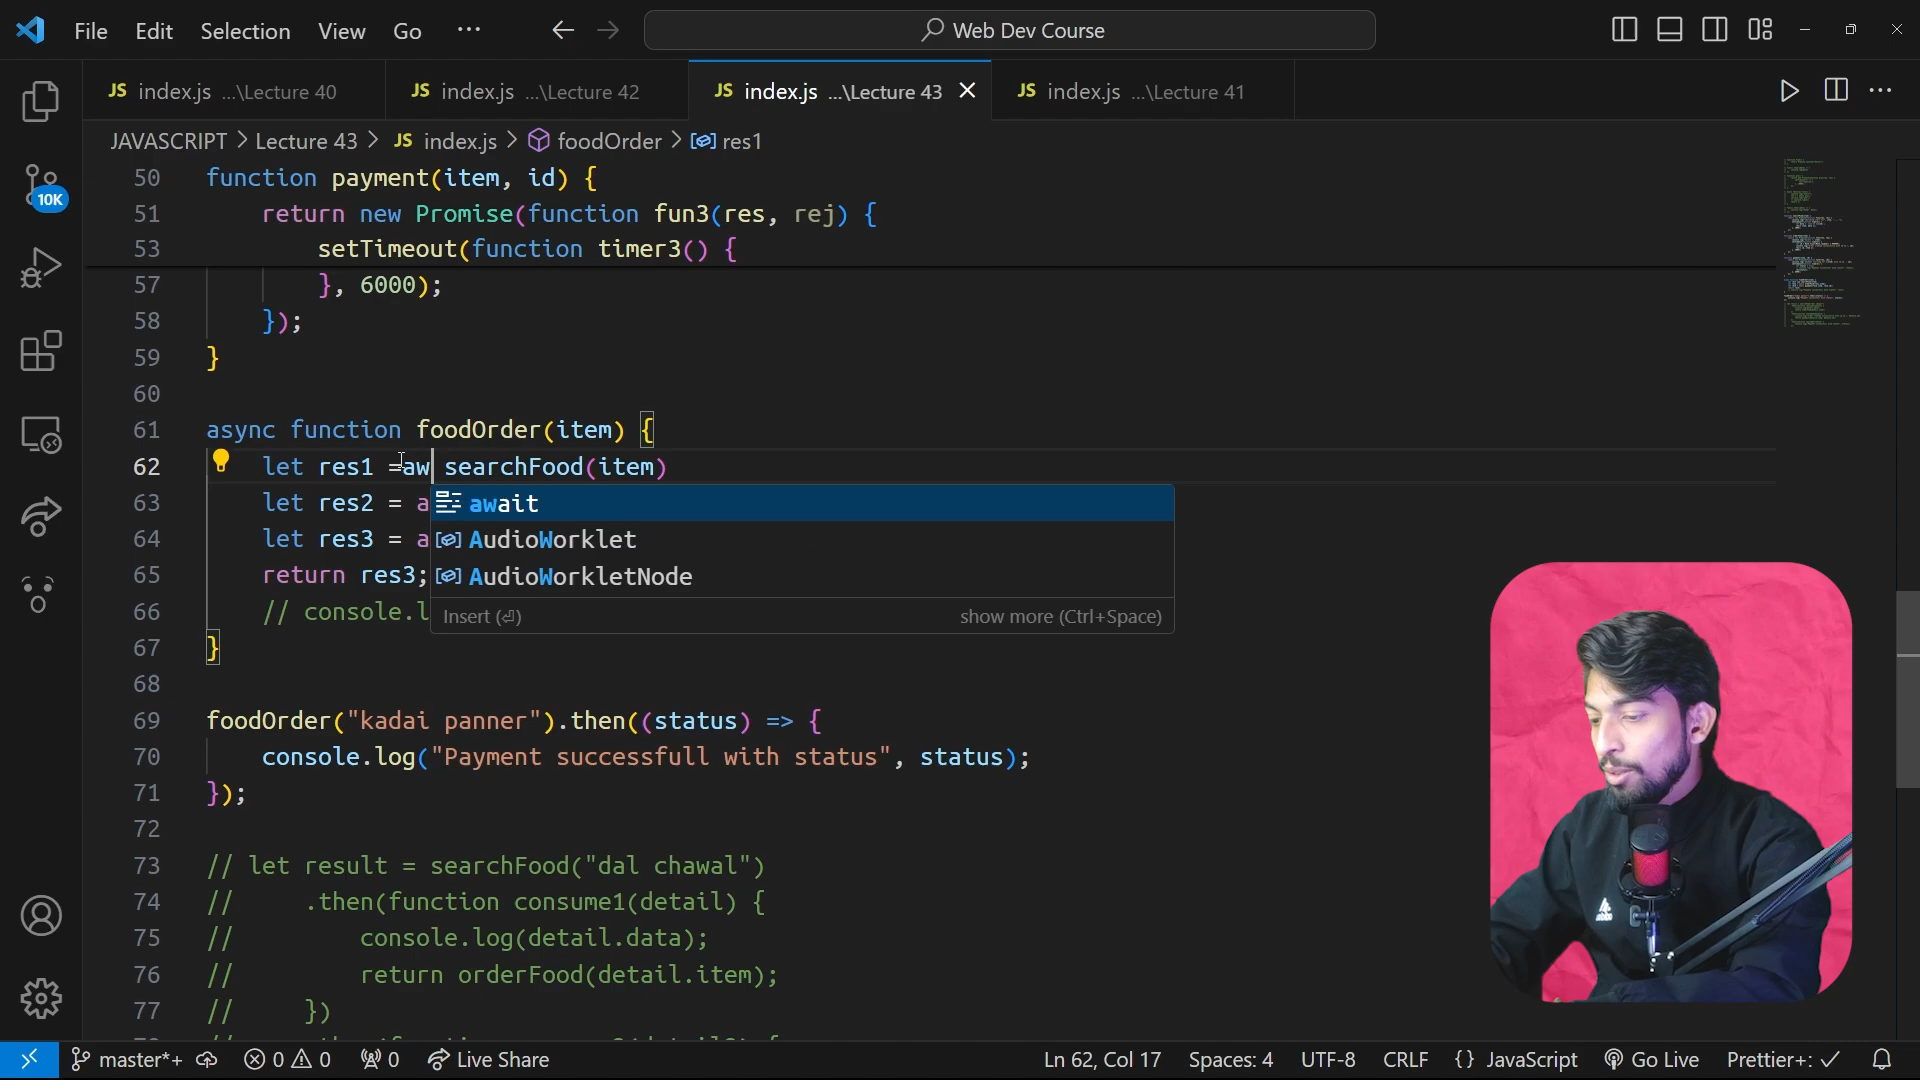 File Edit Selection View Go ··· Web Dev Course
JS index.js ...\Lecture 40 JS index.js ...\Lecture 42 JS index.js ...\Lecture 43 JS index.js ...\Lecture 41
JAVASCRIPT > Lecture 43 > JS index.js > foodOrder > res1
50 function payment(item, id) {
51 return new Promise(function fun3(res, rej) {
53 setTimeout(function timer3() {
57 }, 6000);
58 });
59 }
60
61 async function foodOrder(item) {
62 let res1 =aw searchFood(item)
63 let res2 = a
await
64 let res3 = a
AudioWorklet
65 return res3;
AudioWorkletNode
66 // console.l
Insert (⏎) show more (Ctrl+Space)
67 }
68
69 foodOrder("kadai panner").then((status) => {
70 console.log("Payment successfull with status", status);
71 });
72
73 // let result = searchFood("dal chawal")
74 // .then(function consume1(detail) {
75 // console.log(detail.data);
76 // return orderFood(detail.item);
77 // })
10K
master*+ 0 0 0 Live Share Ln 62, Col 17 Spaces: 4 UTF-8 CRLF {} JavaScript Go Live Prettier+: ✓